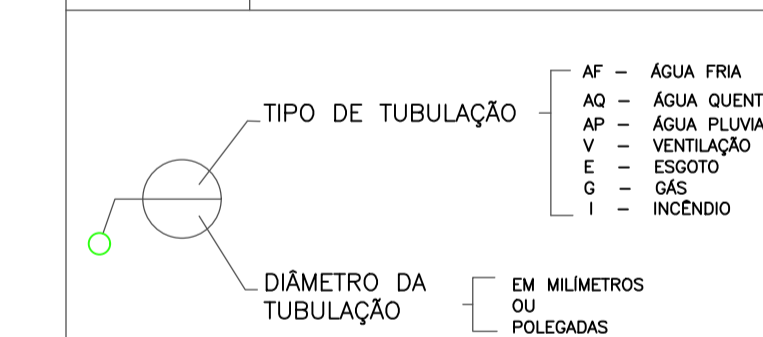 TIPO DE TUBULAÇÃO
AF – ÁGUA FRIA
AQ – ÁGUA QUENT
AP – ÁGUA PLUVIA
V – VENTILAÇÃO
E – ESGOTO
G – GÁS
I – INCÊNDIO
DIÂMETRO DA
TUBULAÇÃO
EM MILÍMETROS
OU
POLEGADAS